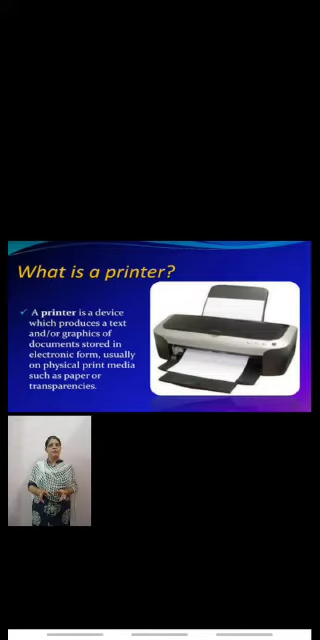 What is a printer?
A printer is a device
which produces a text
and/or graphics of
documents stored in
electronic form, usually
on physical print media
such as paper or
transparencies.